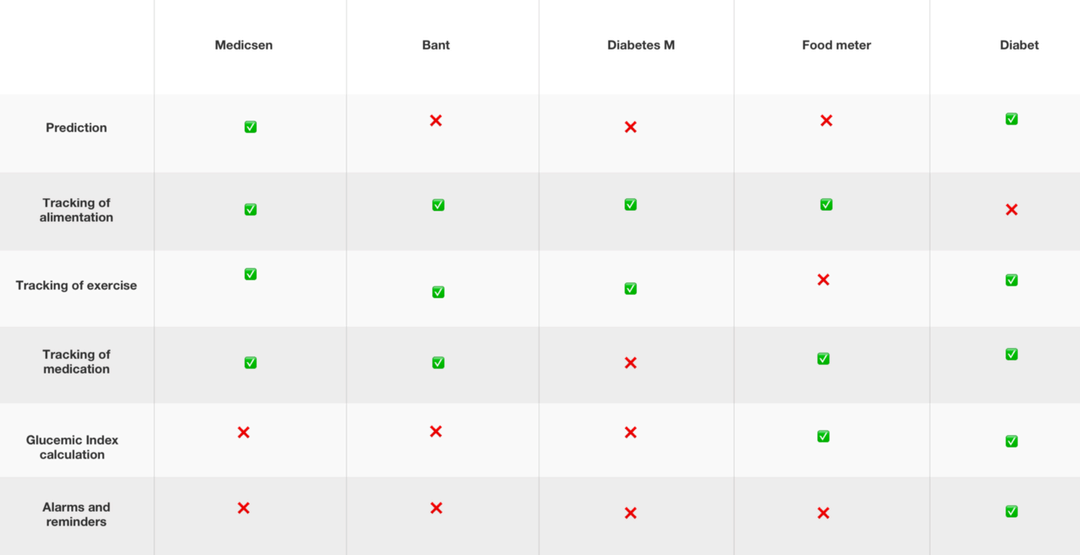 Medicsen Bant Diabetes M Food meter Diabet
Prediction ✅ ❌ ❌ ❌ ✅
Tracking of
alimentation ✅ ✅ ✅ ✅ ❌
Tracking of exercise ✅ ✅ ✅ ❌ ✅
Tracking of
medication ✅ ✅ ❌ ✅ ✅
Glucemic Index
calculation ❌ ❌ ❌ ✅ ✅
Alarms and
reminders ❌ ❌ ❌ ❌ ✅